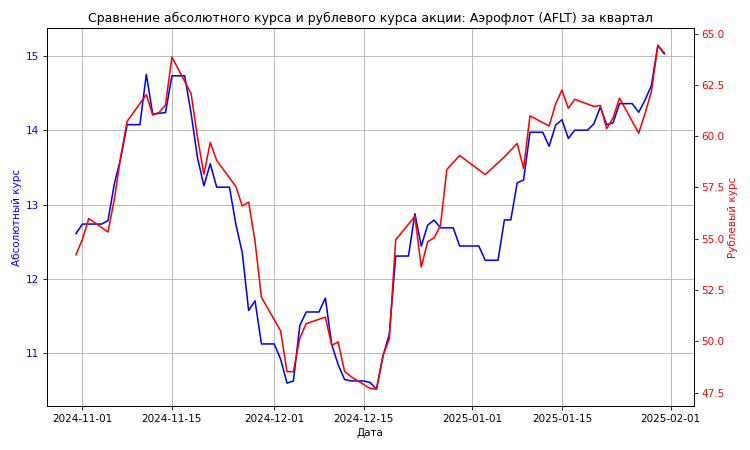 Сравнение абсолютного курса и рублевого курса акции: Аэрофлот (AFLT) за квартал
Абсолютный курс
15
14
13
12
11
65.0
62.5
60.0
57.5
55.0
52.5
50.0
47.5
Рублевый курс
2024-11-01 2024-11-15 2024-12-01 2024-12-15 2025-01-01 2025-01-15 2025-02-01
Дата